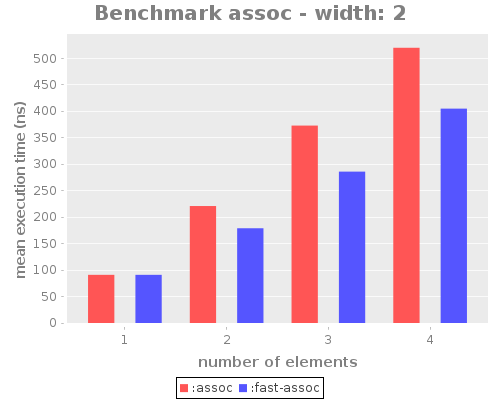 Benchmark assoc - width: 2
mean execution time (ns)
500
450
400
350
300
250
200
150
100
50
0
1 2 3 4
number of elements
:assoc :fast-assoc